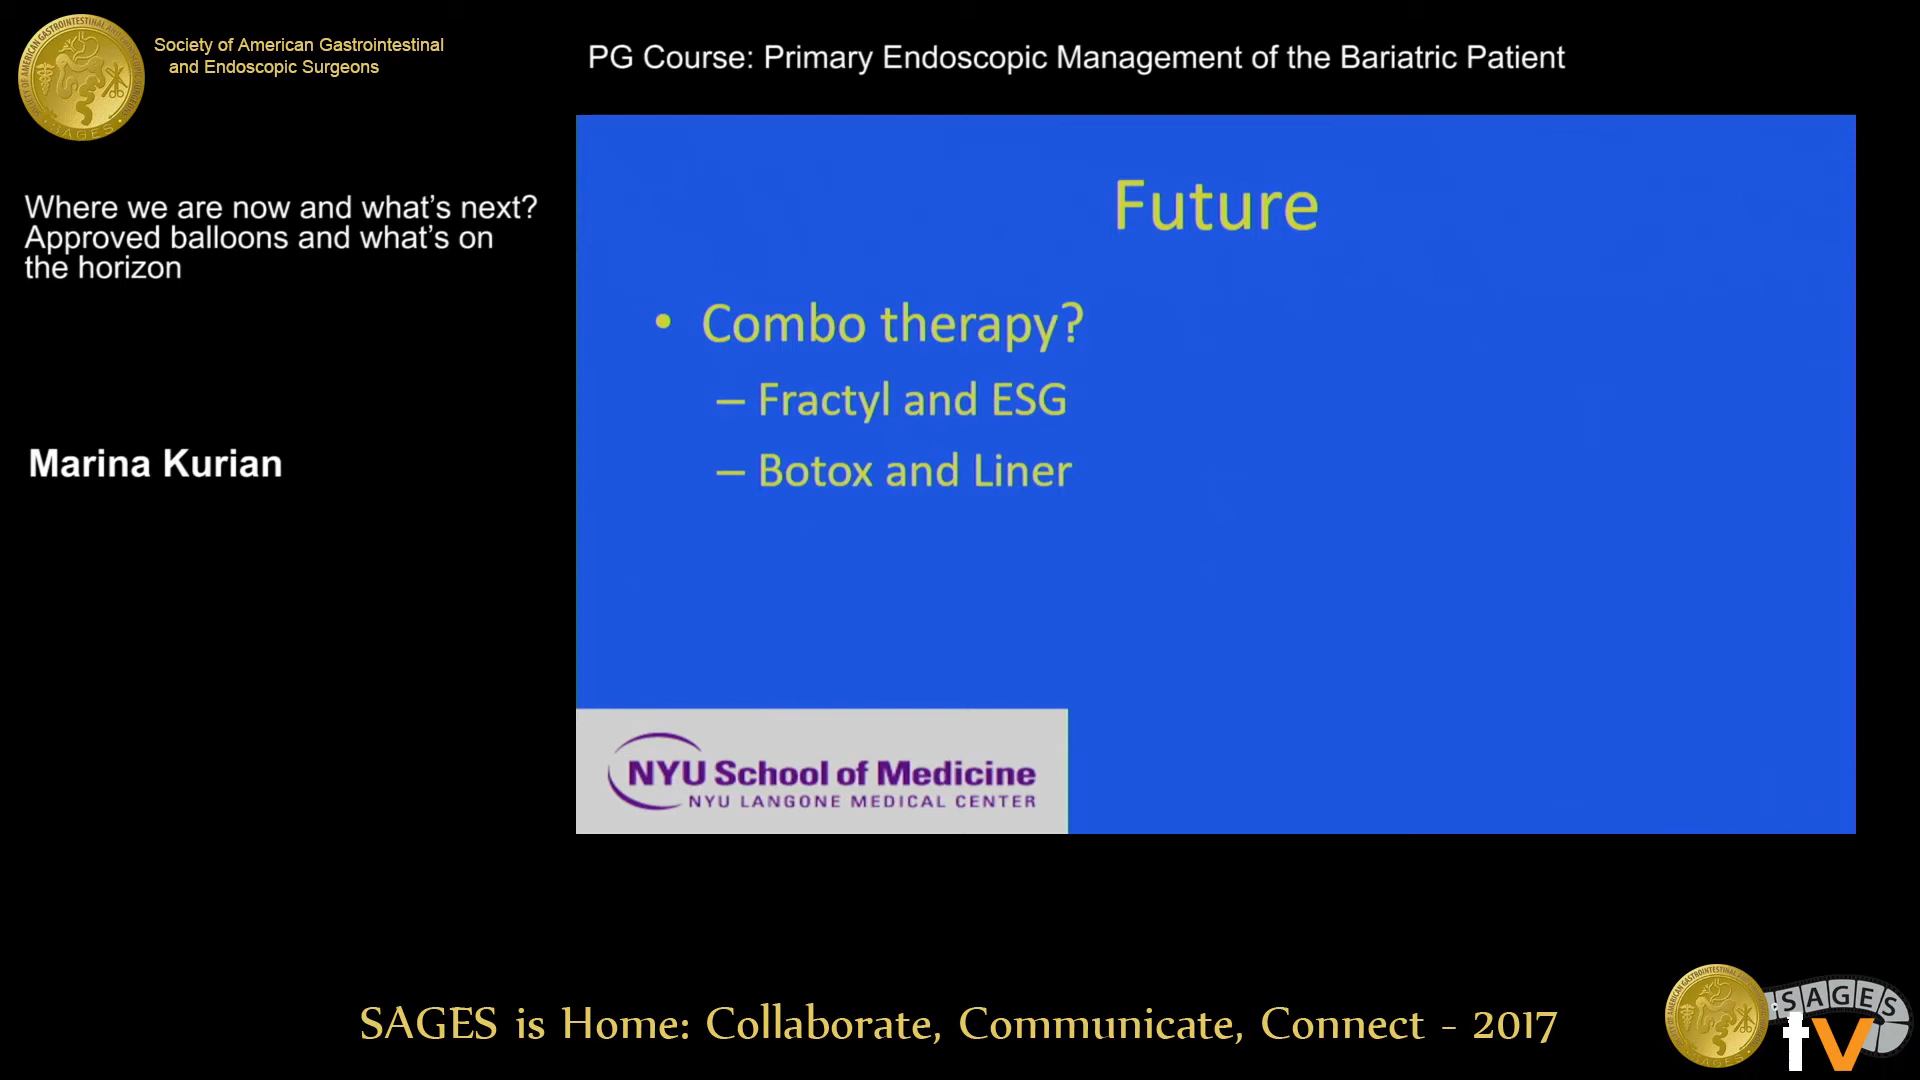 Society of American Gastrointestinal
and Endoscopic Surgeons
PG Course: Primary Endoscopic Management of the Bariatric Patient
Where we are now and what's next?
Approved balloons and what's on
the horizon
Marina Kurian
Future
• Combo therapy?
– Fractyl and ESG
– Botox and Liner
NYU School of Medicine
NYU LANGONE MEDICAL CENTER
SAGES is Home: Collaborate, Communicate, Connect - 2017
SAGES
tv